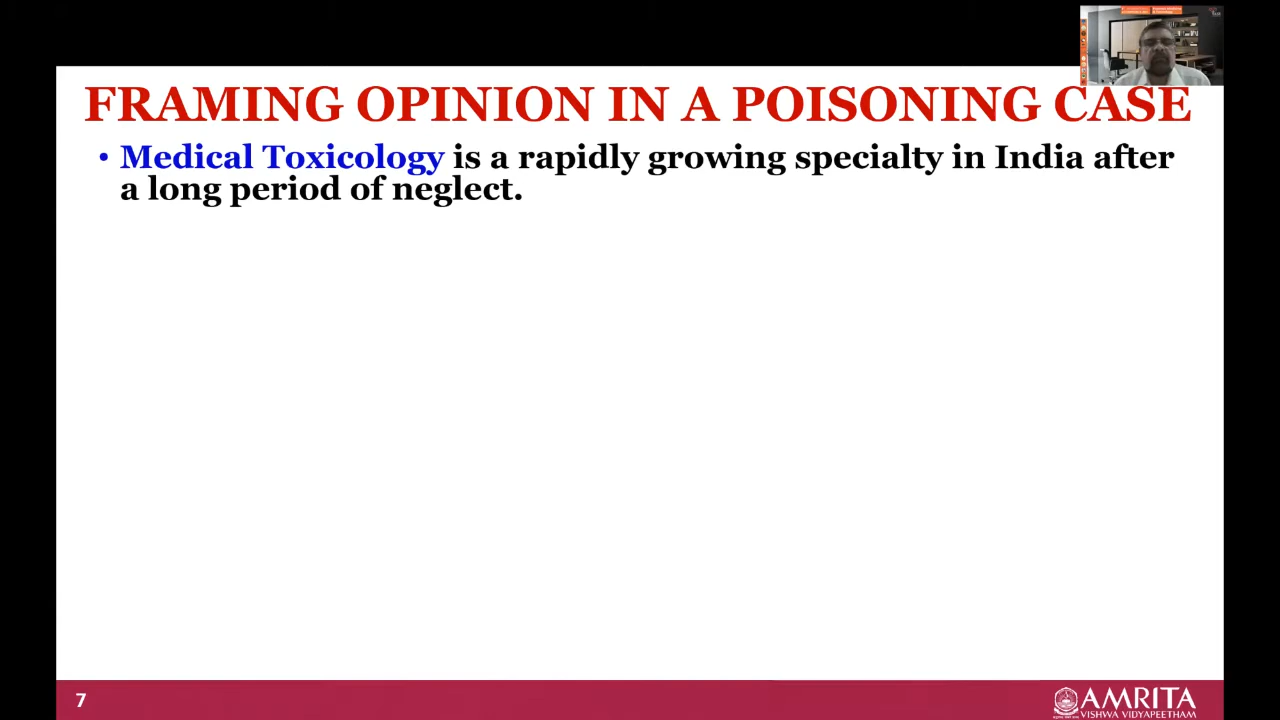 FRAMING OPINION IN A POISONING CASE
• Medical Toxicology is a rapidly growing specialty in India after
a long period of neglect.
7
AMRITA
VISHWA VIDYAPEETHAM